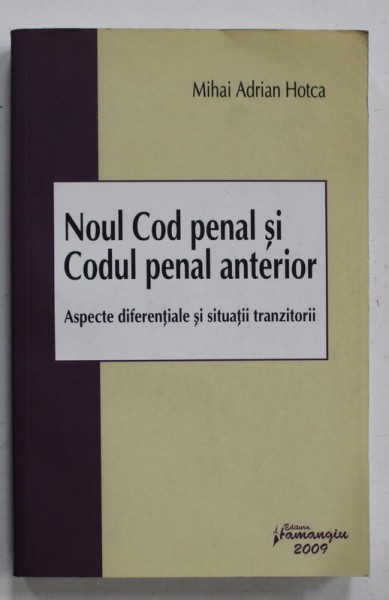 Mihai Adrian Hotca
Noul Cod penal și
Codul penal anterior
Aspecte diferențiale și situații tranzitorii
Editura
Hamangiu
2009